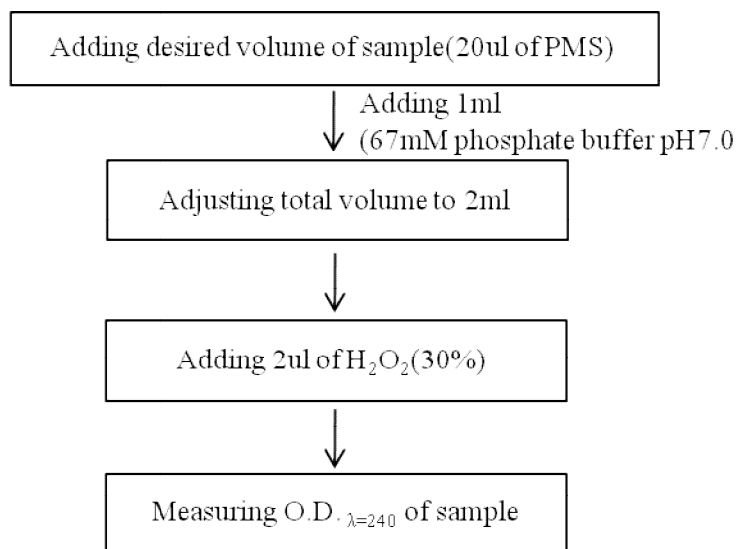 Adding desired volume of sample(20ul of PMS)
Adding 1ml
(67mM phosphate buffer pH7.0
Adjusting total volume to 2ml
Adding 2ul of H₂O₂(30%)
Measuring O.D. λ=240 of sample